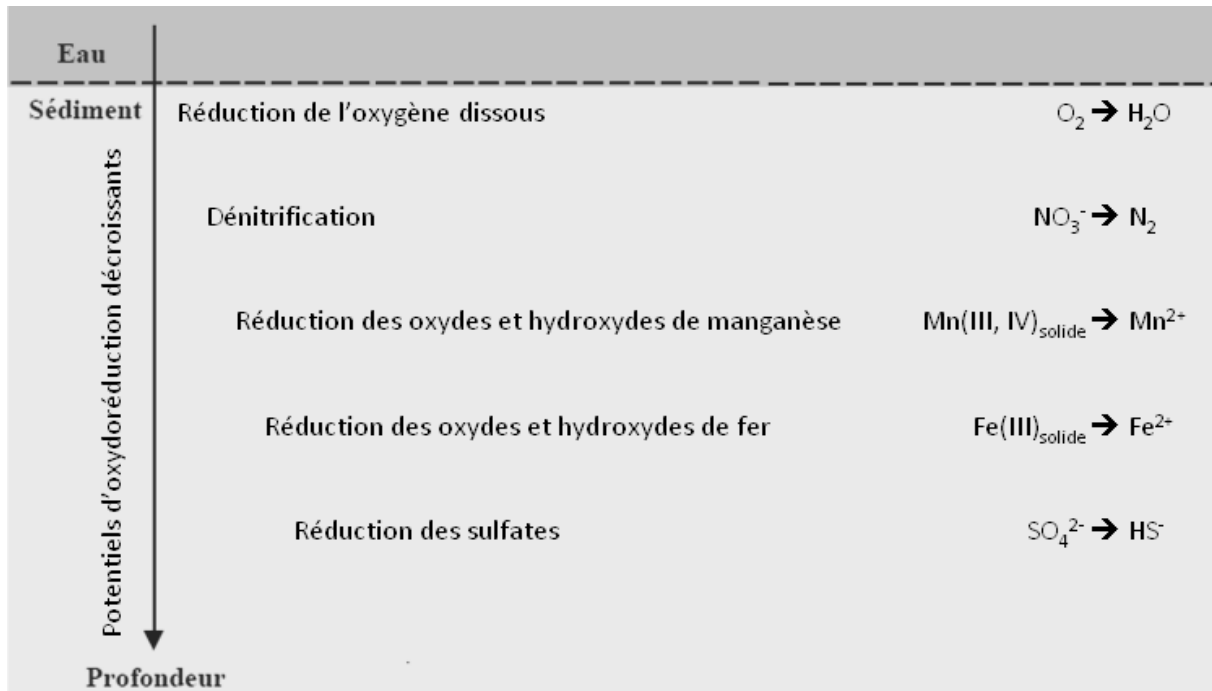 Eau
Sédiment
Réduction de l'oxygène dissous O₂ ➔ H₂O
Dénitrification NO₃⁻ ➔ N₂
Réduction des oxydes et hydroxydes de manganèse Mn(III, IV)solide ➔ Mn²⁺
Réduction des oxydes et hydroxydes de fer Fe(III)solide ➔ Fe²⁺
Réduction des sulfates SO₄²⁻ ➔ HS⁻
Potentiels d'oxydoréduction décroissants
Profondeur